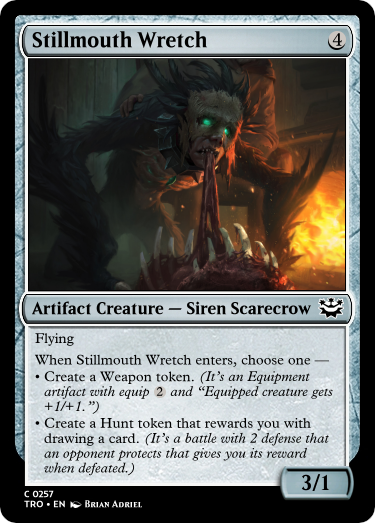 Stillmouth Wretch 4
Artifact Creature — Siren Scarecrow
Flying
When Stillmouth Wretch enters, choose one —
• Create a Weapon token. (It's an Equipment
artifact with equip 2 and “Equipped creature gets
+1/+1.”)
• Create a Hunt token that rewards you with
drawing a card. (It's a battle with 2 defense that
an opponent protects that gives you its reward
when defeated.)
3/1
C 0257
TRO • EN Brian Adriel